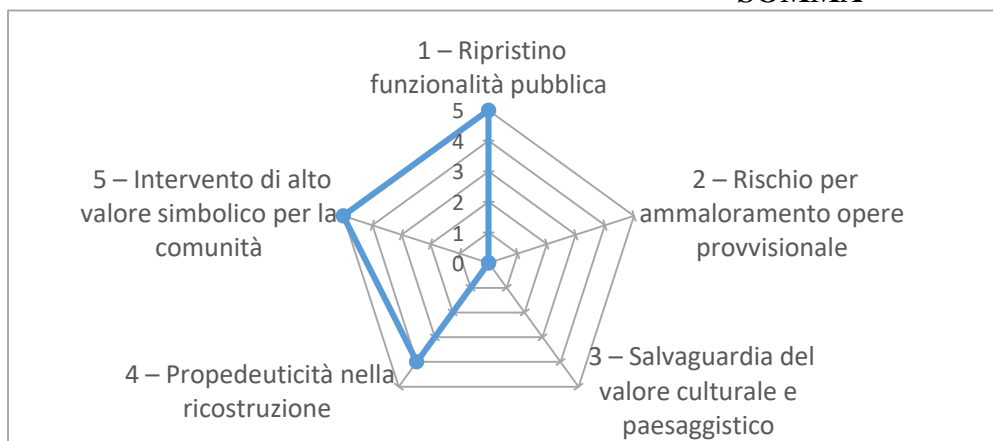 SOMMA
1 – Ripristino
funzionalità pubblica
5
4
3
2
1
0
2 – Rischio per
ammaloramento opere
provvisionale
3 – Salvaguardia del
valore culturale e
paesaggistico
4 – Propedeuticità nella
ricostruzione
5 – Intervento di alto
valore simbolico per la
comunità